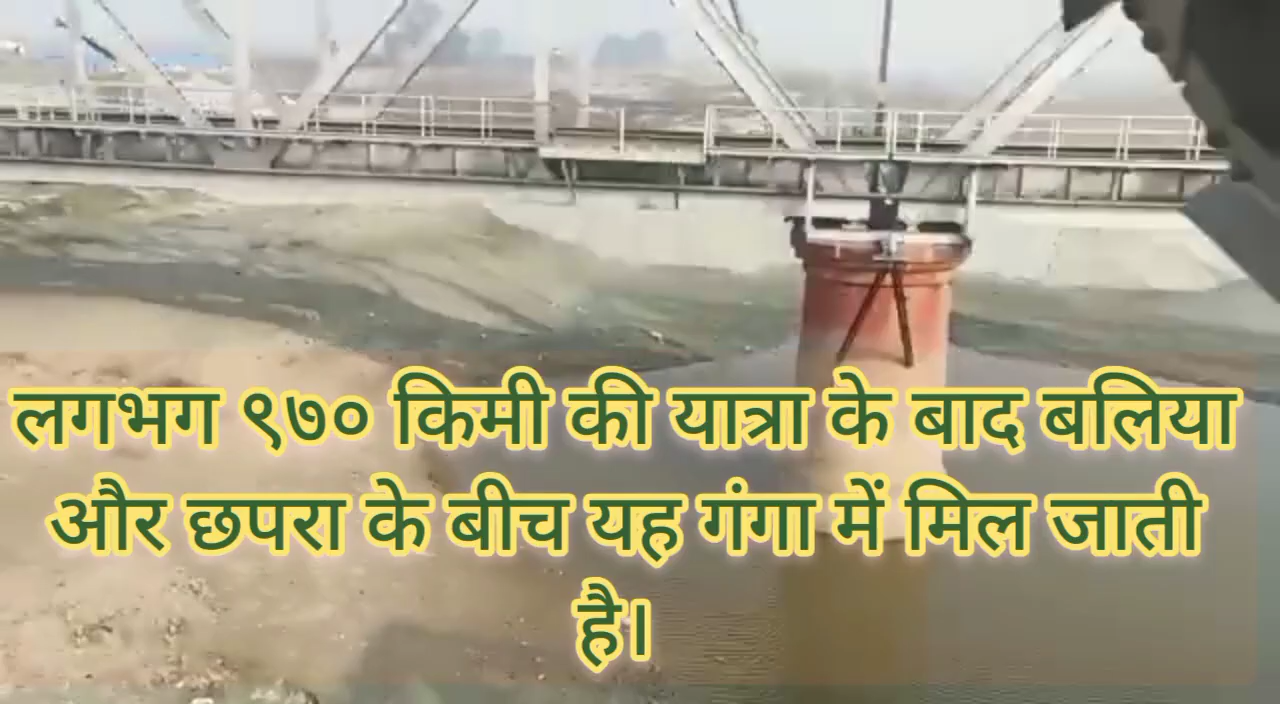 लगभग ९७० किमी की यात्रा के बाद बलिया
और छपरा के बीच यह गंगा में मिल जाती
है।